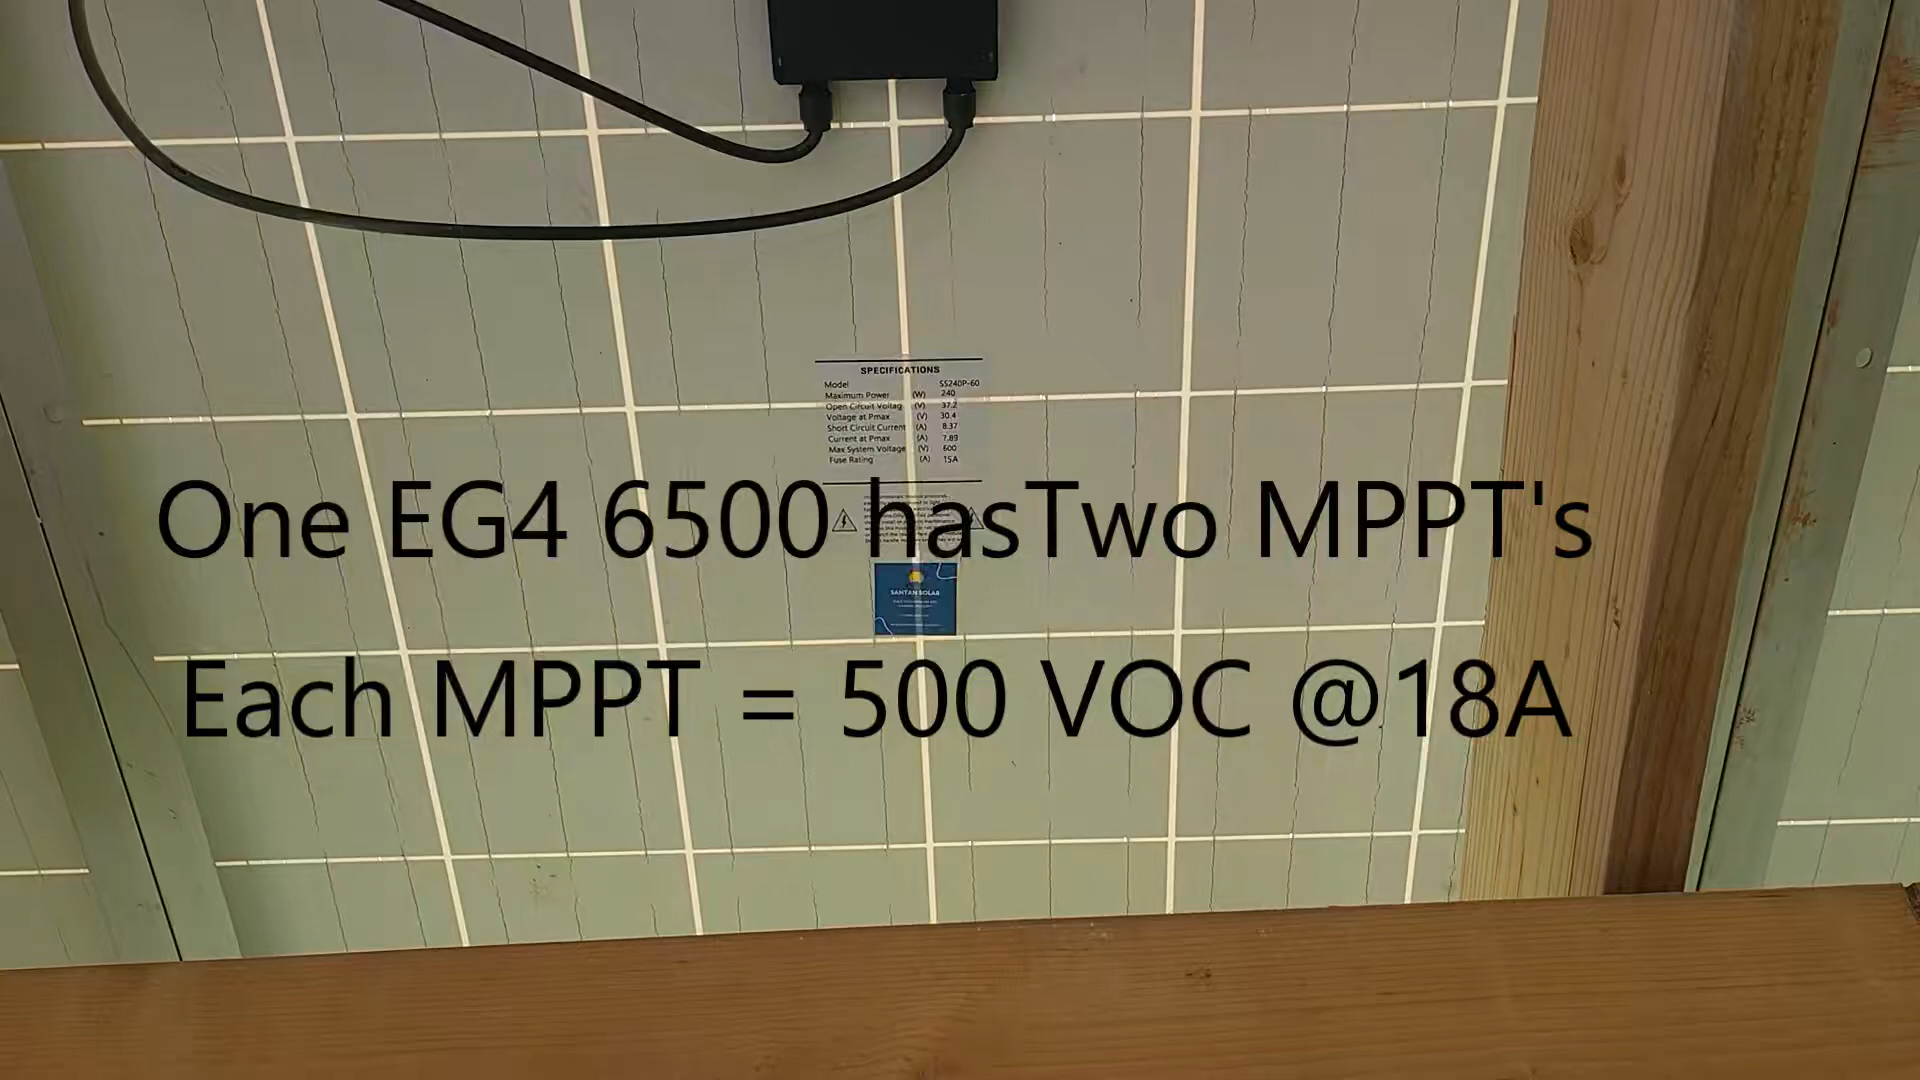 SPECIFICATIONS
Model SS240P-60
Maximum Power (W) 240
Open Circuit Voltag (V) 37.2
Voltage at Pmax (V) 30.4
Short Circuit Current (A) 8.37
Current at Pmax (A) 7.89
Max System Voltage (V) 600
Fuse Rating (A) 15A
One EG4 6500 hasTwo MPPT's
SANTAN SOLAR
Each MPPT = 500 VOC @18A